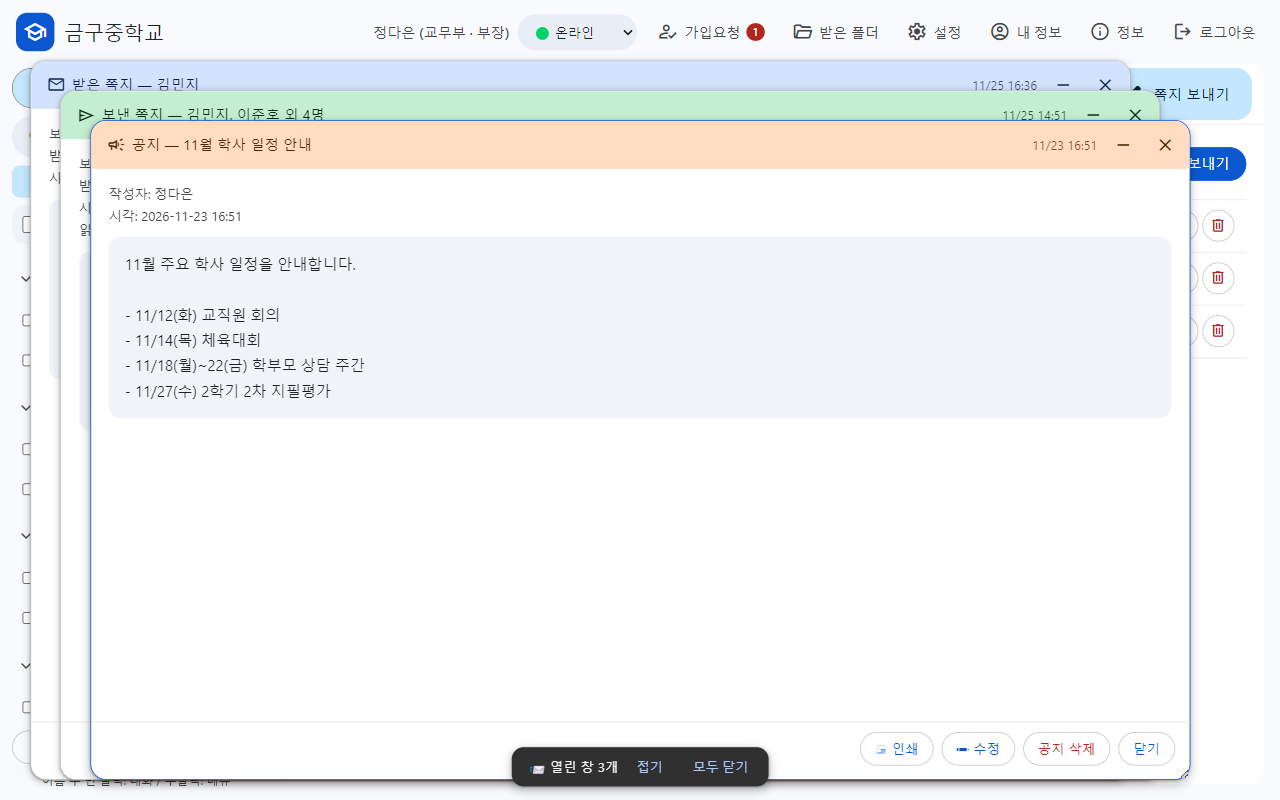 금구중학교
정다은 (교무부 · 부장)
온라인
가입요청 1
받은 폴더
설정
내 정보
정보
로그아웃
받은 쪽지 — 김민지
11/25 16:36
쪽지 보내기
보낸 쪽지 — 김민지, 이준호 외 4명
11/25 14:51
공지 — 11월 학사 일정 안내
11/23 16:51
보내기
작성자: 정다은
시각: 2026-11-23 16:51
11월 주요 학사 일정을 안내합니다.
- 11/12(화) 교직원 회의
- 11/14(목) 체육대회
- 11/18(월)~22(금) 학부모 상담 주간
- 11/27(수) 2학기 2차 지필평가
인쇄
수정
공지 삭제
닫기
열린 창 3개
접기
모두 닫기